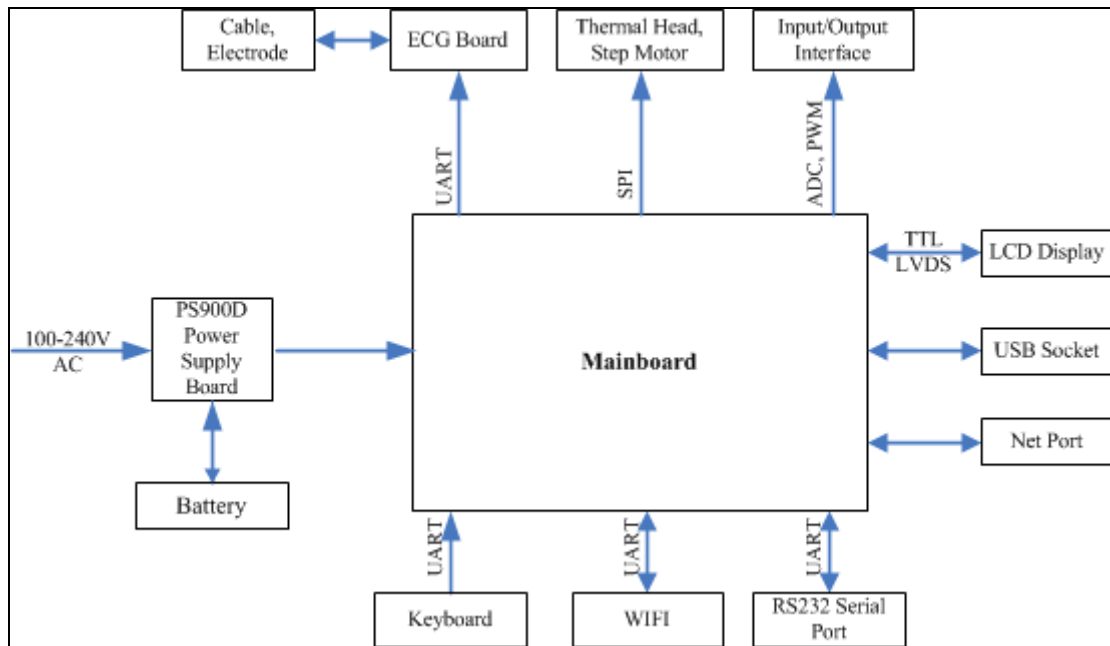 Cable,
Electrode
ECG Board
Thermal Head,
Step Motor
Input/Output
Interface
UART
SPI
ADC, PWM
TTL
LVDS
LCD Display
100-240V
AC
PS900D
Power
Supply
Board
Mainboard
USB Socket
Net Port
Battery
UART
UART
UART
Keyboard
WIFI
RS232 Serial
Port